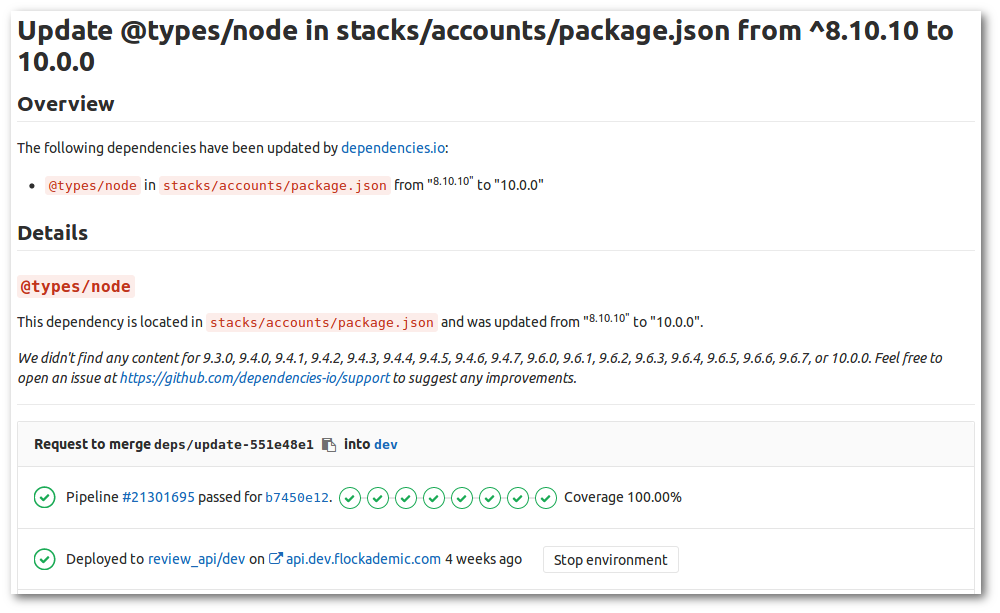 Update @types/node in stacks/accounts/package.json from ^8.10.10 to
10.0.0
Overview
The following dependencies have been updated by dependencies.io:
• @types/node in stacks/accounts/package.json from "8.10.10" to "10.0.0"
Details
@types/node
This dependency is located in stacks/accounts/package.json and was updated from "8.10.10" to "10.0.0".
We didn't find any content for 9.3.0, 9.4.0, 9.4.1, 9.4.2, 9.4.3, 9.4.4, 9.4.5, 9.4.6, 9.4.7, 9.6.0, 9.6.1, 9.6.2, 9.6.3, 9.6.4, 9.6.5, 9.6.6, 9.6.7, or 10.0.0. Feel free to
open an issue at https://github.com/dependencies-io/support to suggest any improvements.
Request to merge deps/update-551e48e1 into dev
Pipeline #21301695 passed for b7450e12. Coverage 100.00%
Deployed to review_api/dev on api.dev.flockademic.com 4 weeks ago Stop environment